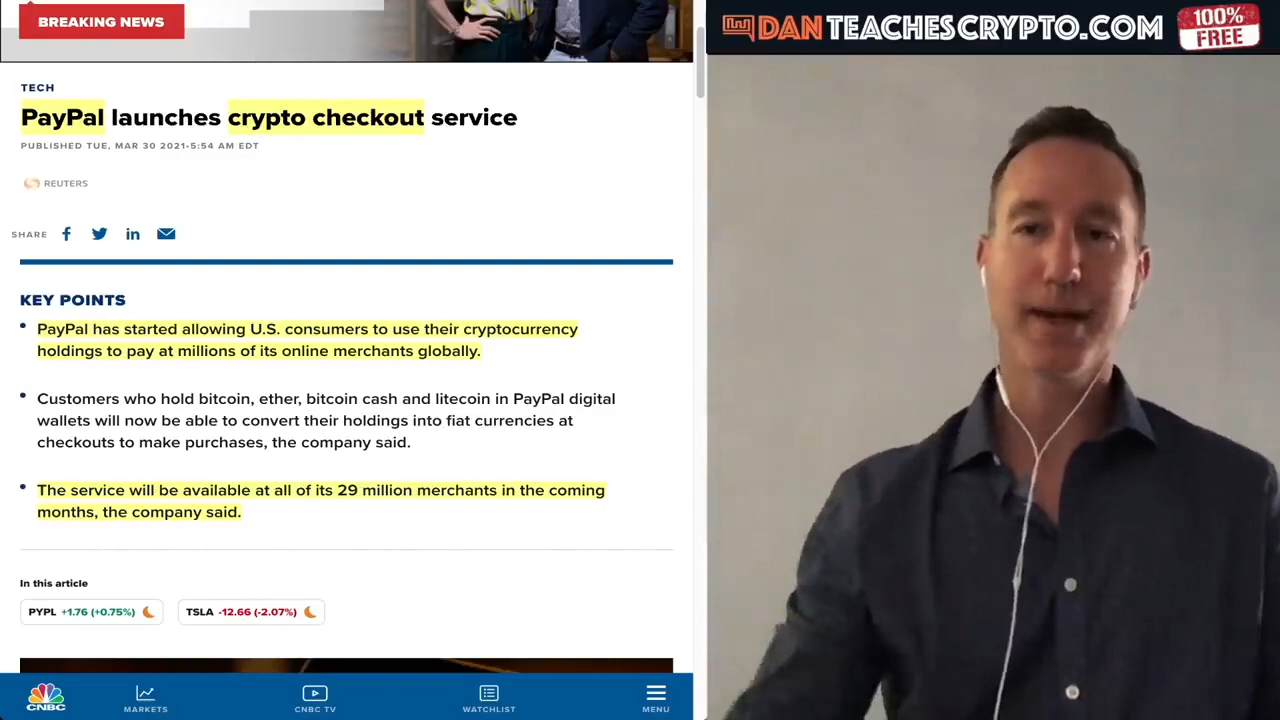 BREAKING NEWS
DANTEACHESCRYPTO.COM
100%
FREE
TECH
PayPal launches crypto checkout service
PUBLISHED TUE, MAR 30 2021•5:54 AM EDT
REUTERS
SHARE
KEY POINTS
• PayPal has started allowing U.S. consumers to use their cryptocurrency
holdings to pay at millions of its online merchants globally.
• Customers who hold bitcoin, ether, bitcoin cash and litecoin in PayPal digital
wallets will now be able to convert their holdings into fiat currencies at
checkouts to make purchases, the company said.
• The service will be available at all of its 29 million merchants in the coming
months, the company said.
In this article
PYPL +1.76 (+0.75%)
TSLA -12.66 (-2.07%)
CNBC
MARKETS
CNBC TV
WATCHLIST
MENU